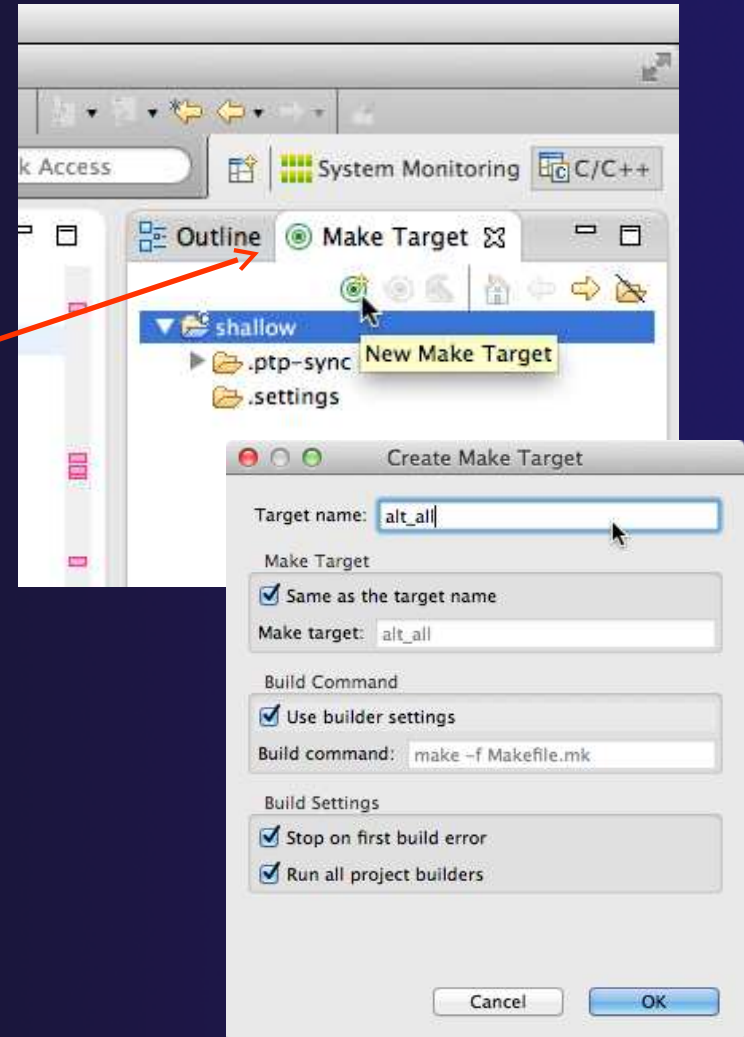 k Access
System Monitoring
C/C++
Outline
Make Target
shallow
New Make Target
.ptp-sync
.settings
Create Make Target
Target name: alt_all
Make Target
Same as the target name
Make target: alt_all
Build Command
Use builder settings
Build command: make -f Makefile.mk
Build Settings
Stop on first build error
Run all project builders
Cancel
OK